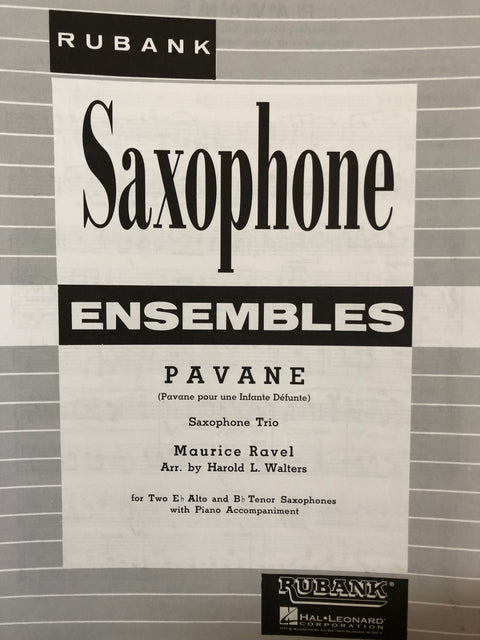 RUBANK
Saxophone
ENSEMBLES
PAVANE
(Pavane pour une Infante Défunte)
Saxophone Trio
Maurice Ravel
Arr. by Harold L. Walters
for Two E♭ Alto and B♭ Tenor Saxophones
with Piano Accompaniment
RUBANK®
HAL•LEONARD
CORPORATION